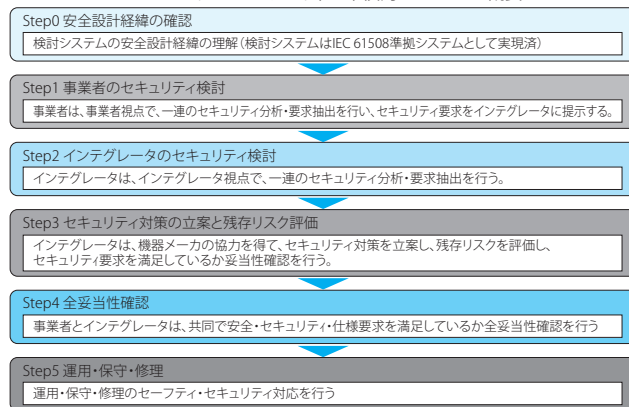 Step0 安全設計経緯の確認
検討システムの安全設計経緯の理解(検討システムはIEC 61508準拠システムとして実現済)
Step1 事業者のセキュリティ検討
事業者は、事業者視点で、一連のセキュリティ分析・要求抽出を行い、セキュリティ要求をインテグレータに提示する。
Step2 インテグレータのセキュリティ検討
インテグレータは、インテグレータ視点で、一連のセキュリティ分析・要求抽出を行う。
Step3 セキュリティ対策の立案と残存リスク評価
インテグレータは、機器メーカの協力を得て、セキュリティ対策を立案し、残存リスクを評価し、
セキュリティ要求を満足しているか妥当性確認を行う。
Step4 全妥当性確認
事業者とインテグレータは、共同で安全・セキュリティ・仕様要求を満足しているか全妥当性確認を行う
Step5 運用・保守・修理
運用・保守・修理のセーフティ・セキュリティ対応を行う